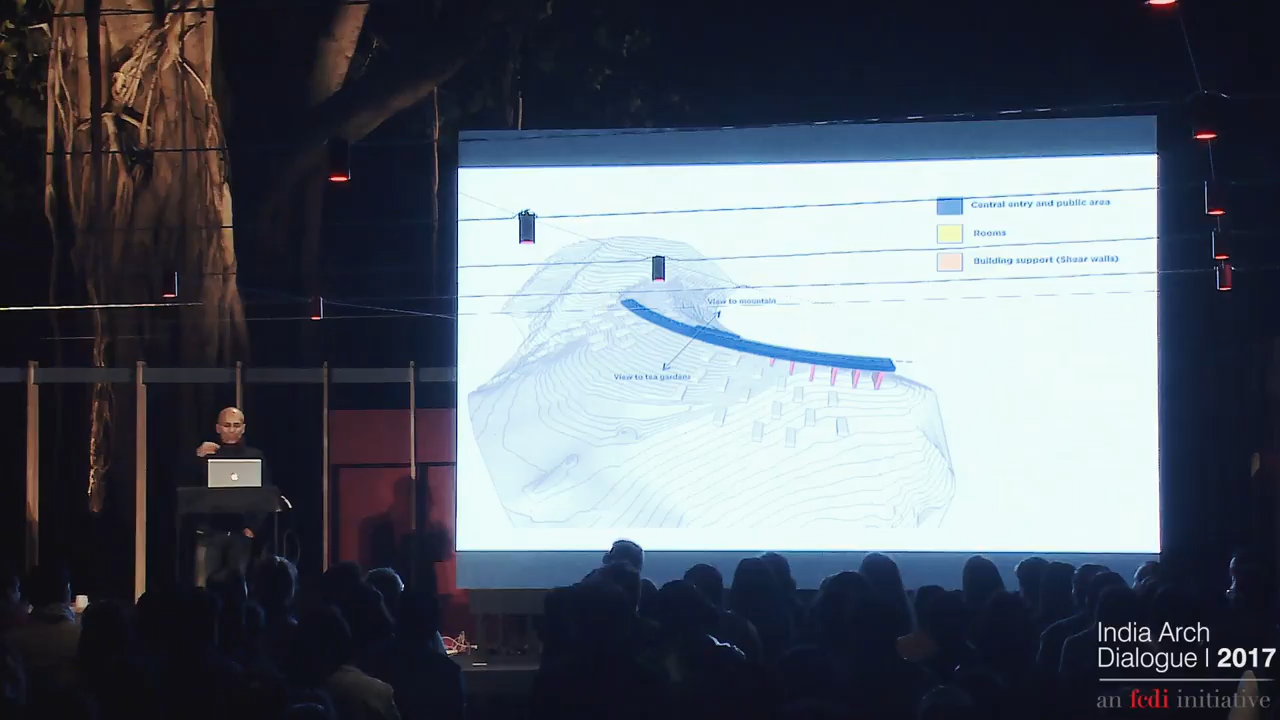 Central entry and public area
Rooms
Building support (Shear walls)
View to mountain
View to tea gardens
India Arch
Dialogue | 2017
an fcdi initiative